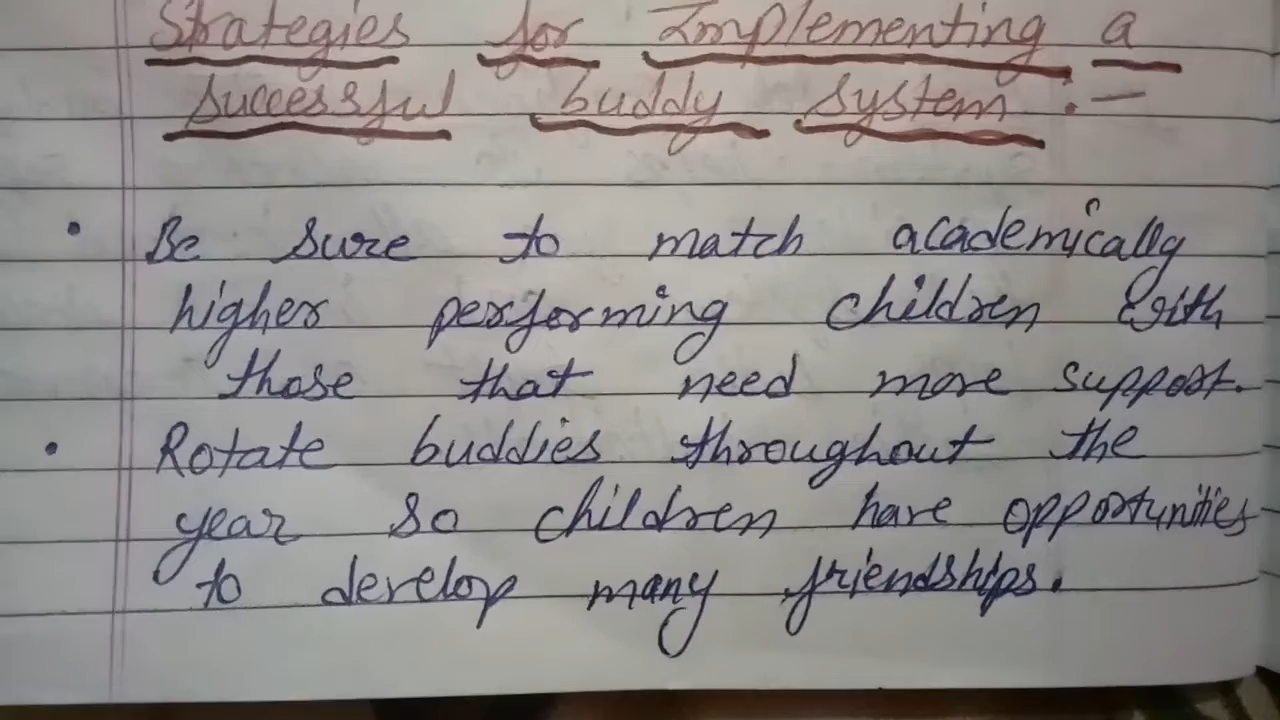 Strategies for Implementing a
successful buddy system :-
• Be sure to match academically
higher performing children with
those that need more support.
• Rotate buddies throughout the
year so children have opportunities
to develop many friendships.